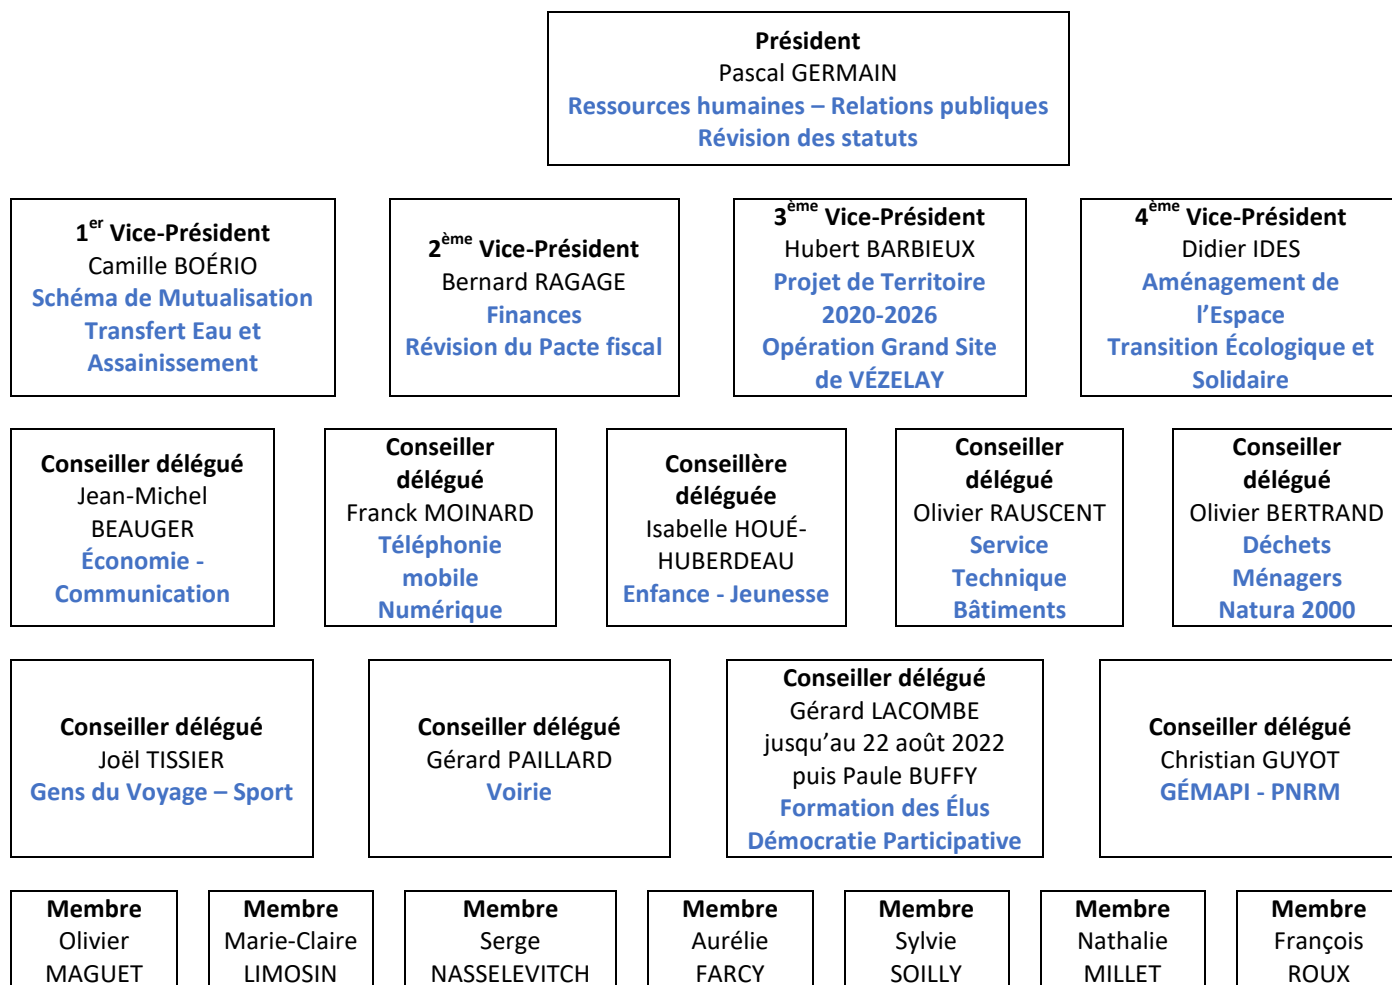 Président
Pascal GERMAIN
Ressources humaines – Relations publiques
Révision des statuts
1er Vice-Président
Camille BOÉRIO
Schéma de Mutualisation
Transfert Eau et
Assainissement
2ème Vice-Président
Bernard RAGAGE
Finances
Révision du Pacte fiscal
3ème Vice-Président
Hubert BARBIEUX
Projet de Territoire
2020-2026
Opération Grand Site
de VÉZELAY
4ème Vice-Président
Didier IDES
Aménagement de
l’Espace
Transition Écologique et
Solidaire
Conseiller délégué
Jean-Michel
BEAUGER
Économie -
Communication
Conseiller
délégué
Franck MOINARD
Téléphonie
mobile
Numérique
Conseillère
déléguée
Isabelle HOUÉ-
HUBERDEAU
Enfance - Jeunesse
Conseiller
délégué
Olivier RAUSCENT
Service
Technique
Bâtiments
Conseiller
délégué
Olivier BERTRAND
Déchets
Ménagers
Natura 2000
Conseiller délégué
Joël TISSIER
Gens du Voyage – Sport
Conseiller délégué
Gérard PAILLARD
Voirie
Conseiller délégué
Gérard LACOMBE
jusqu’au 22 août 2022
puis Paule BUFFY
Formation des Élus
Démocratie Participative
Conseiller délégué
Christian GUYOT
GÉMAPI - PNRM
Membre
Olivier
MAGUET
Membre
Marie-Claire
LIMOSIN
Membre
Serge
NASSELEVITCH
Membre
Aurélie
FARCY
Membre
Sylvie
SOILLY
Membre
Nathalie
MILLET
Membre
François
ROUX